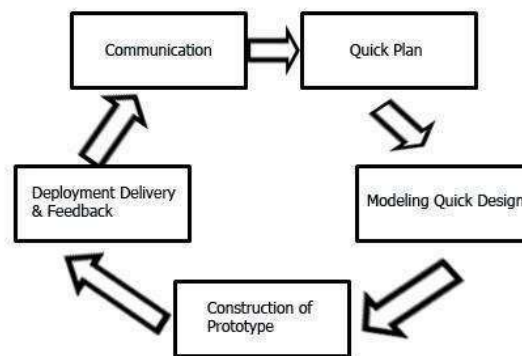 Communication
Quick Plan
Modeling Quick Design
Construction of
Prototype
Deployment Delivery
& Feedback